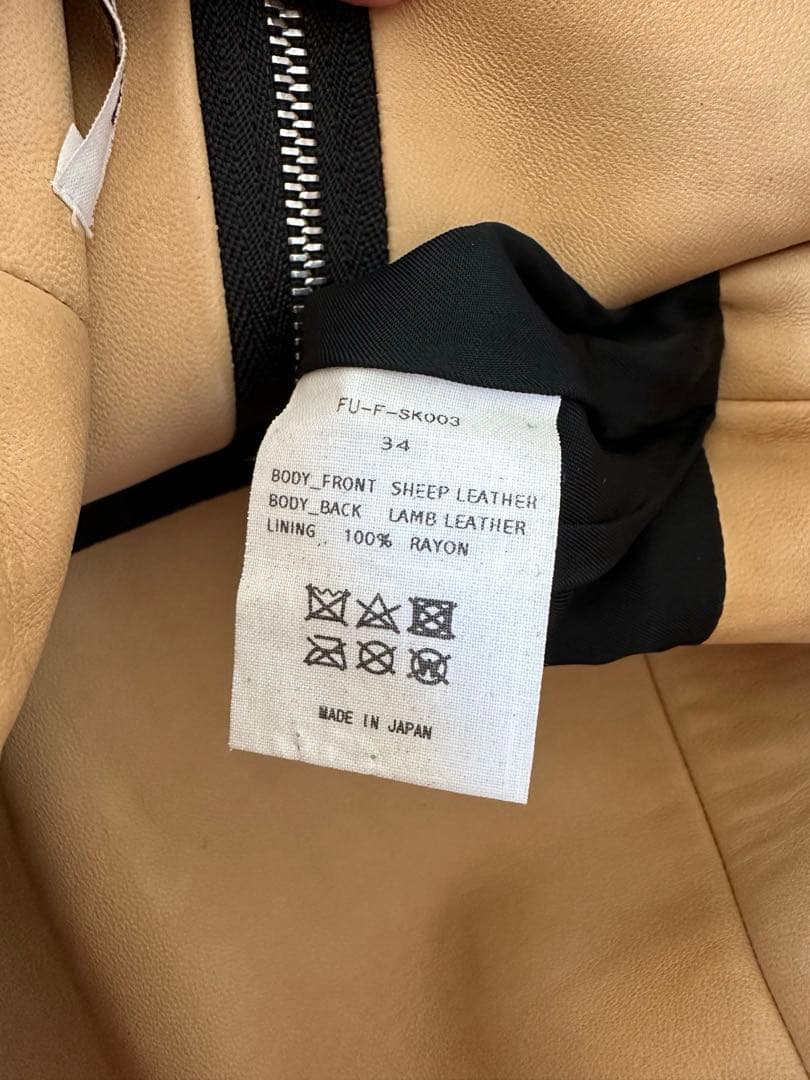 FU-F-SK003
34
BODY_FRONT SHEEP LEATHER
BODY_BACK LAMB LEATHER
LINING 100% RAYON
W
MADE IN JAPAN